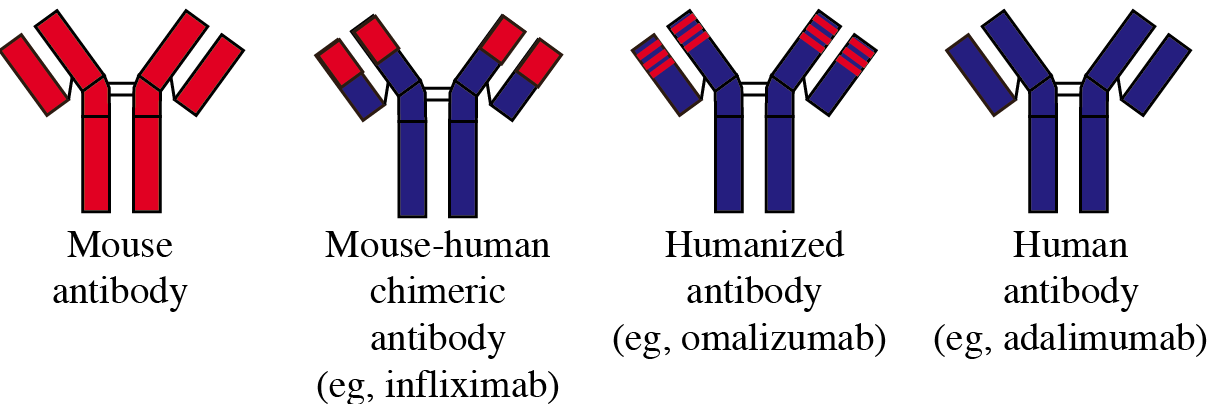 Mouse
antibody
Mouse-human
chimeric
antibody
(eg, infliximab)
Humanized
antibody
(eg, omalizumab)
Human
antibody
(eg, adalimumab)